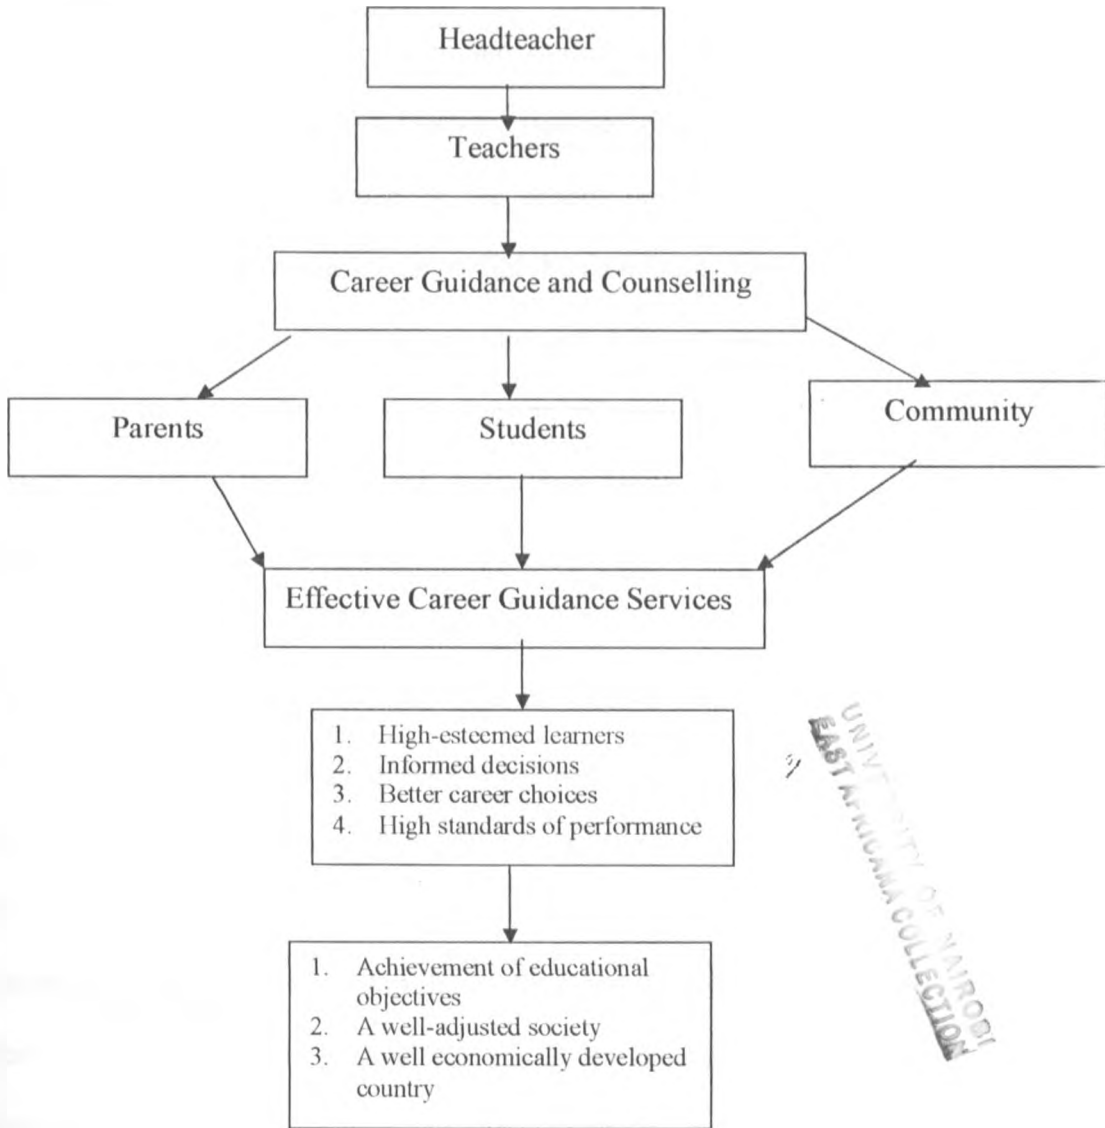 Headteacher
Teachers
Career Guidance and Counselling
Parents
Students
Community
Effective Career Guidance Services
1. High-esteemed learners
2. Informed decisions
3. Better career choices
4. High standards of performance
1. Achievement of educational
objectives
2. A well-adjusted society
3. A well economically developed
country
UNIVERSITY OF NAIROBI
EAST AFRICANA COLLECTION